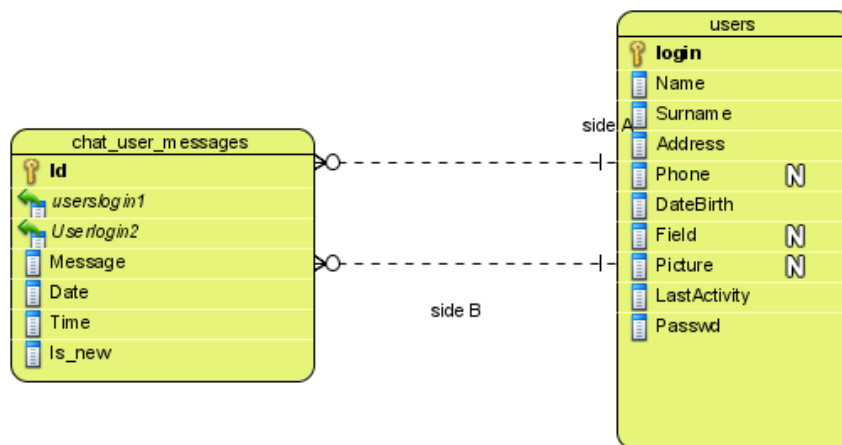 users
login
Name
Surname
side A
Address
Phone N
DateBirth
Field N
Picture N
LastActivity
Passwd
chat_user_messages
Id
userslogin1
Userlogin2
Message
Date
Time
Is_new
side B